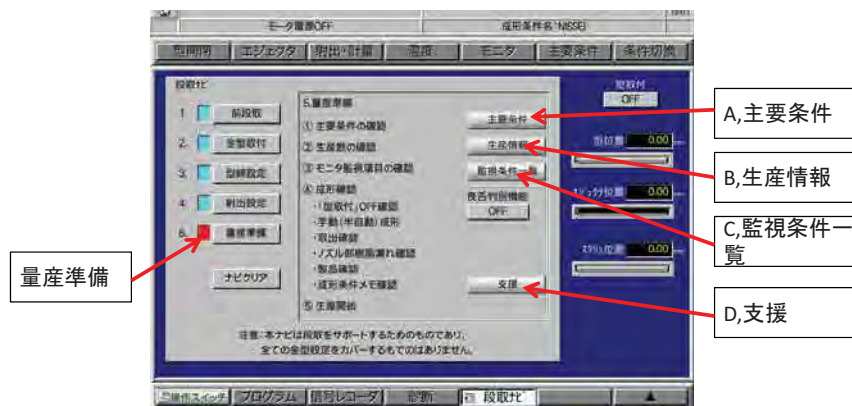 モータ電源OFF
成形条件名:NISSEI
型開閉 エジェクタ 射出・計量 温度 モニタ 主要条件 条件切換
段取ナビ
型取付
OFF
1. 前段取
2. 金型取付
3. 型締設定
4. 射出設定
5. 量産準備
ナビクリア
5.量産準備
① 主要条件の確認
② 生産数の確認
③ モニタ監視項目の確認
④ 成形確認
・「型取付」OFF確認
・手動(半自動)成形
・取出確認
・ノズル部樹脂漏れ確認
・製品確認
・成形条件メモ確認
⑤ 生産開始
主要条件
生産情報
監視条件一覧
良否判別機能
OFF
支援
型位置 0.00
エジェクタ位置 0.00
スクリュ位置 0.00
注意:本ナビは段取をサポートするためのものであり、
全ての金型設定をカバーするもてのはありません。
操作スイッチ プログラム 信号レコーダ 診断 段取ナビ
量産準備
A,主要条件
B,生産情報
C,監視条件一
覧
D,支援